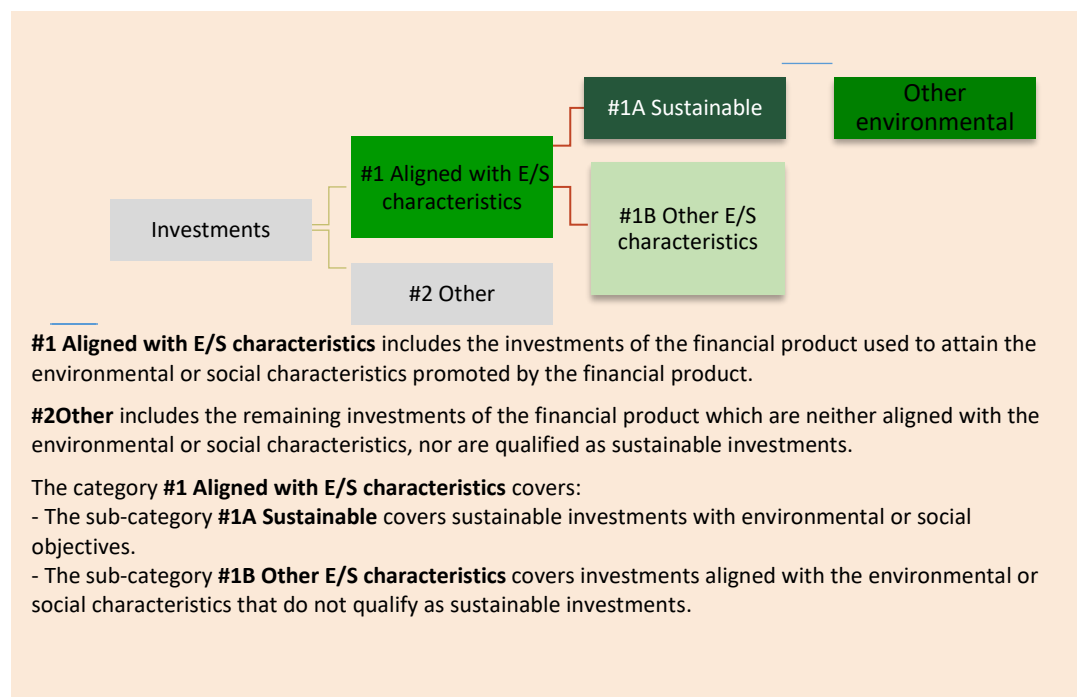 #1A Sustainable
Other
environmental
#1 Aligned with E/S
characteristics
#1B Other E/S
characteristics
Investments
#2 Other
#1 Aligned with E/S characteristics includes the investments of the financial product used to attain the
environmental or social characteristics promoted by the financial product.
#2Other includes the remaining investments of the financial product which are neither aligned with the
environmental or social characteristics, nor are qualified as sustainable investments.
The category #1 Aligned with E/S characteristics covers:
- The sub-category #1A Sustainable covers sustainable investments with environmental or social
objectives.
- The sub-category #1B Other E/S characteristics covers investments aligned with the environmental or
social characteristics that do not qualify as sustainable investments.